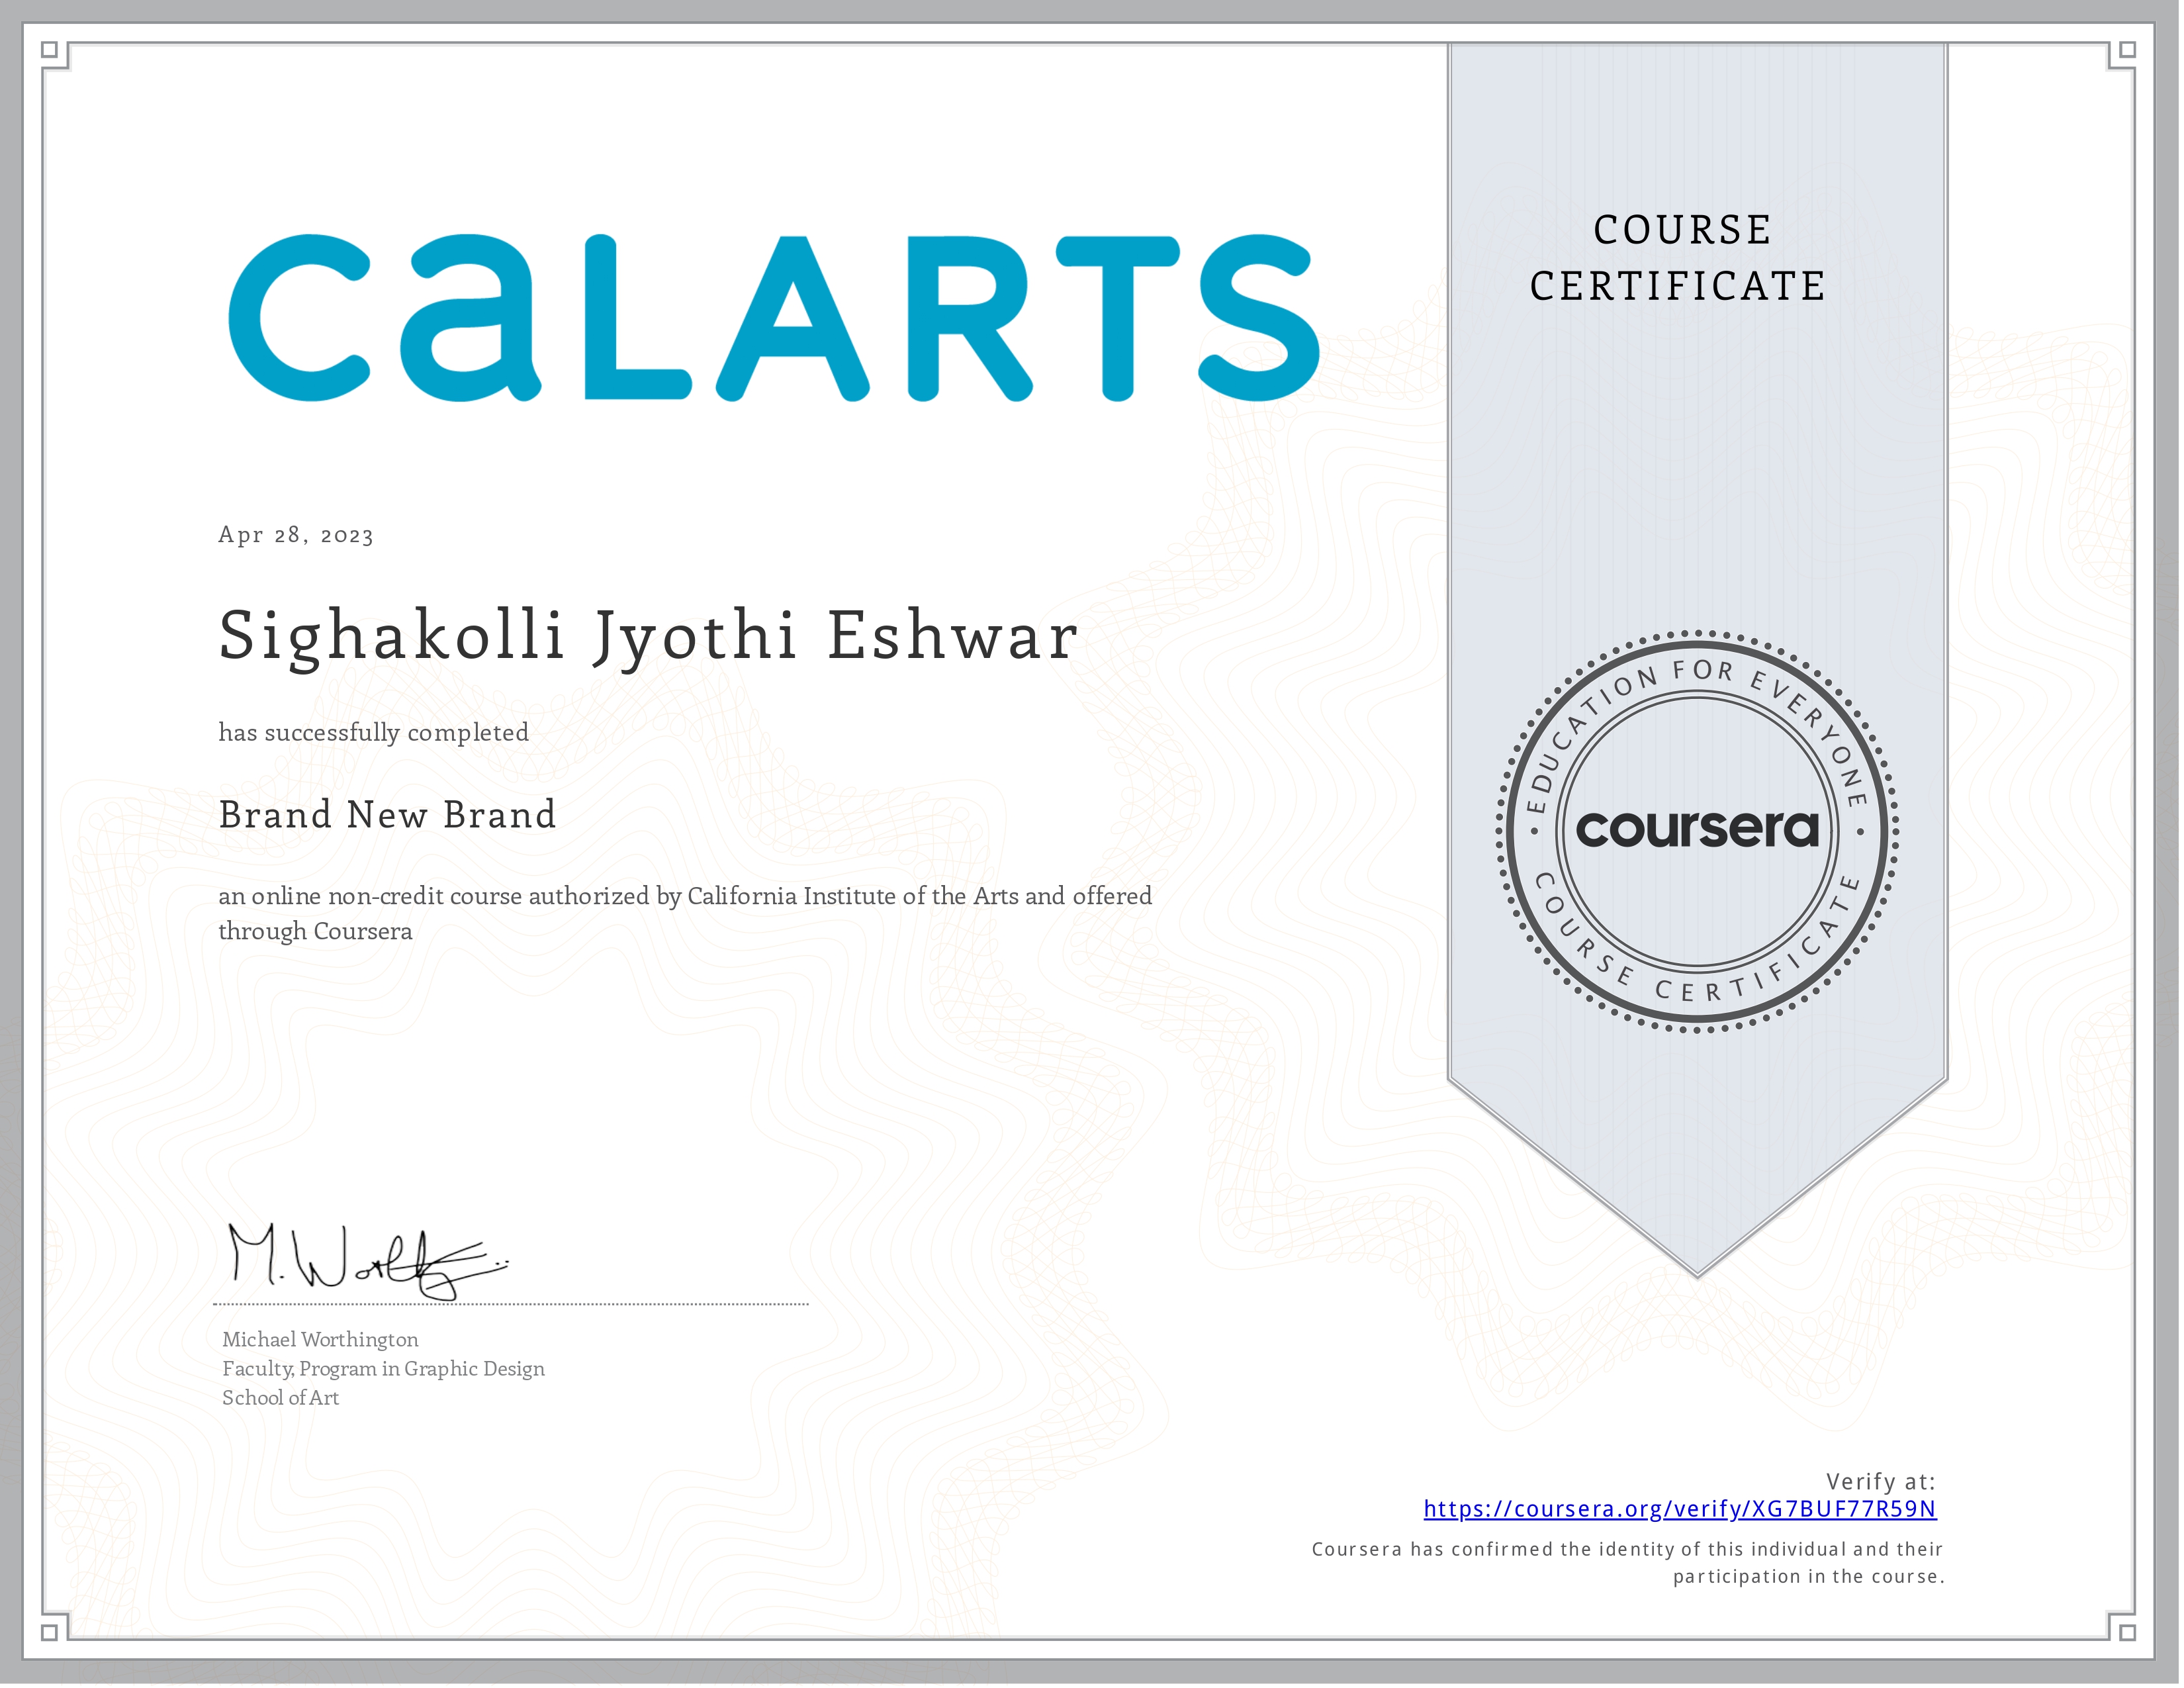 CaLARTS
COURSE
CERTIFICATE
Apr 28, 2023
Sighakolli Jyothi Eshwar
has successfully completed
Brand New Brand
an online non-credit course authorized by California Institute of the Arts and offered
through Coursera
EDUCATION FOR EVERYONE
coursera
COURSE CERTIFICATE
M. Worthington
Michael Worthington
Faculty, Program in Graphic Design
School of Art
Verify at:
https://coursera.org/verify/XG7BUF77R59N
Coursera has confirmed the identity of this individual and their
participation in the course.